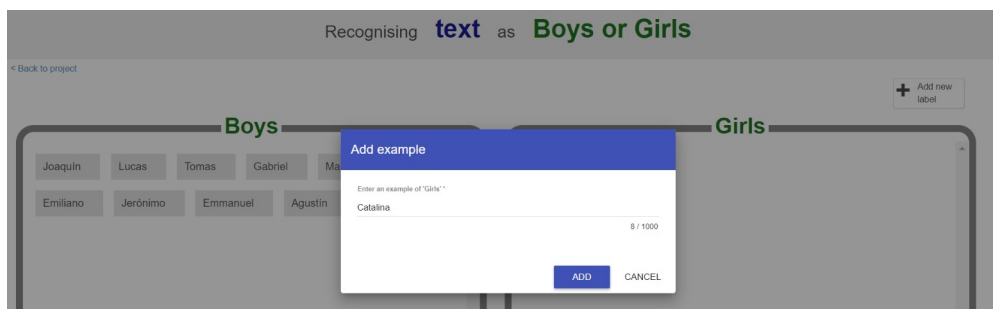 Recognising text as Boys or Girls
< Back to project
Add new
label
Boys
Girls
Add example
Joaquín Lucas Tomas Gabriel Ma
Enter an example of 'Girls' *
Emiliano Jerónimo Emmanuel Agustín
Catalina
8 / 1000
ADD CANCEL